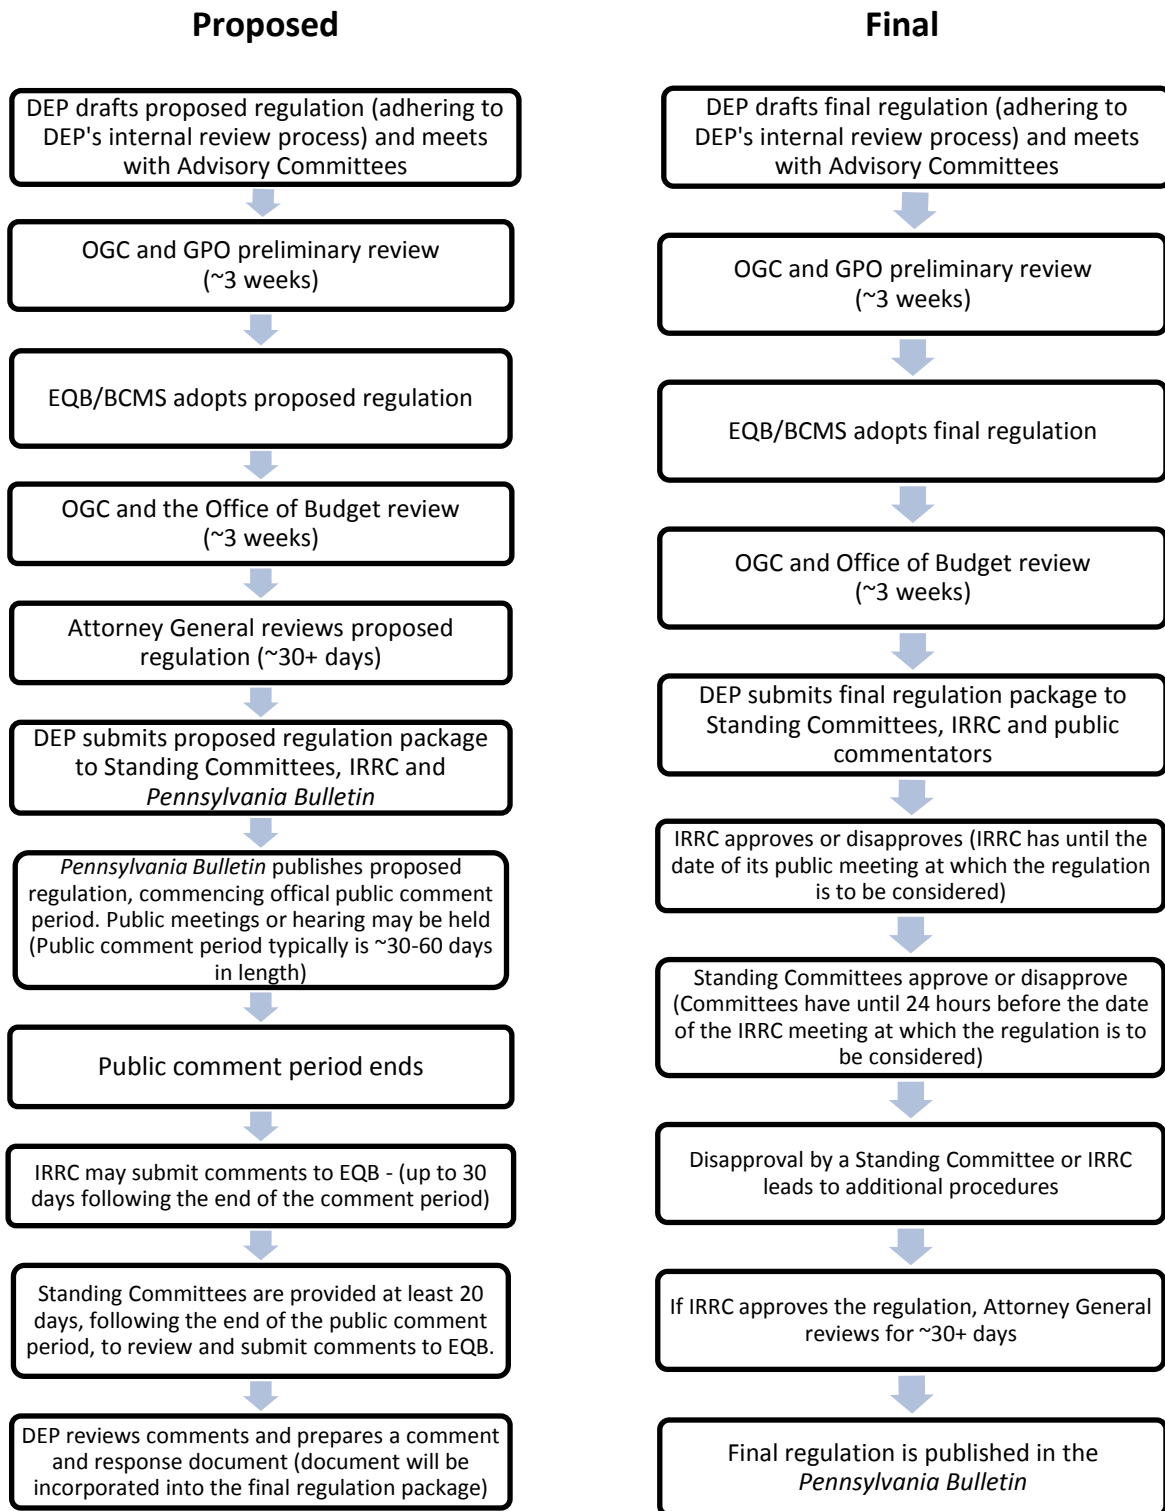 Proposed
DEP drafts proposed regulation (adhering to
DEP's internal review process) and meets
with Advisory Committees
OGC and GPO preliminary review
(~3 weeks)
EQB/BCMS adopts proposed regulation
OGC and the Office of Budget review
(~3 weeks)
Attorney General reviews proposed
regulation (~30+ days)
DEP submits proposed regulation package
to Standing Committees, IRRC and
Pennsylvania Bulletin
Pennsylvania Bulletin publishes proposed
regulation, commencing offical public comment
period. Public meetings or hearing may be held
(Public comment period typically is ~30-60 days
in length)
Public comment period ends
IRRC may submit comments to EQB - (up to 30
days following the end of the comment period)
Standing Committees are provided at least 20
days, following the end of the public comment
period, to review and submit comments to EQB.
DEP reviews comments and prepares a comment
and response document (document will be
incorporated into the final regulation package)
Final
DEP drafts final regulation (adhering to
DEP's internal review process) and meets
with Advisory Committees
OGC and GPO preliminary review
(~3 weeks)
EQB/BCMS adopts final regulation
OGC and Office of Budget review
(~3 weeks)
DEP submits final regulation package to
Standing Committees, IRRC and public
commentators
IRRC approves or disapproves (IRRC has until the
date of its public meeting at which the regulation
is to be considered)
Standing Committees approve or disapprove
(Committees have until 24 hours before the date
of the IRRC meeting at which the regulation is to
be considered)
Disapproval by a Standing Committee or IRRC
leads to additional procedures
If IRRC approves the regulation, Attorney General
reviews for ~30+ days
Final regulation is published in the
Pennsylvania Bulletin